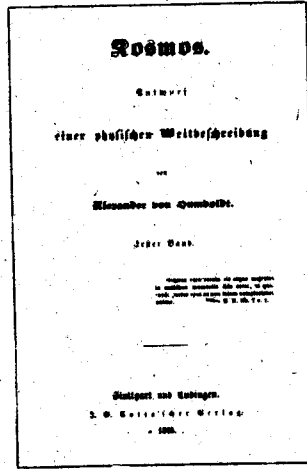 Kosmos.
Entwurf
einer physischen Weltbeschreibung
von
Alexander von Humboldt.
Erster Band.
Stuttgart und Tübingen.
J. G. Cotta'scher Verlag.